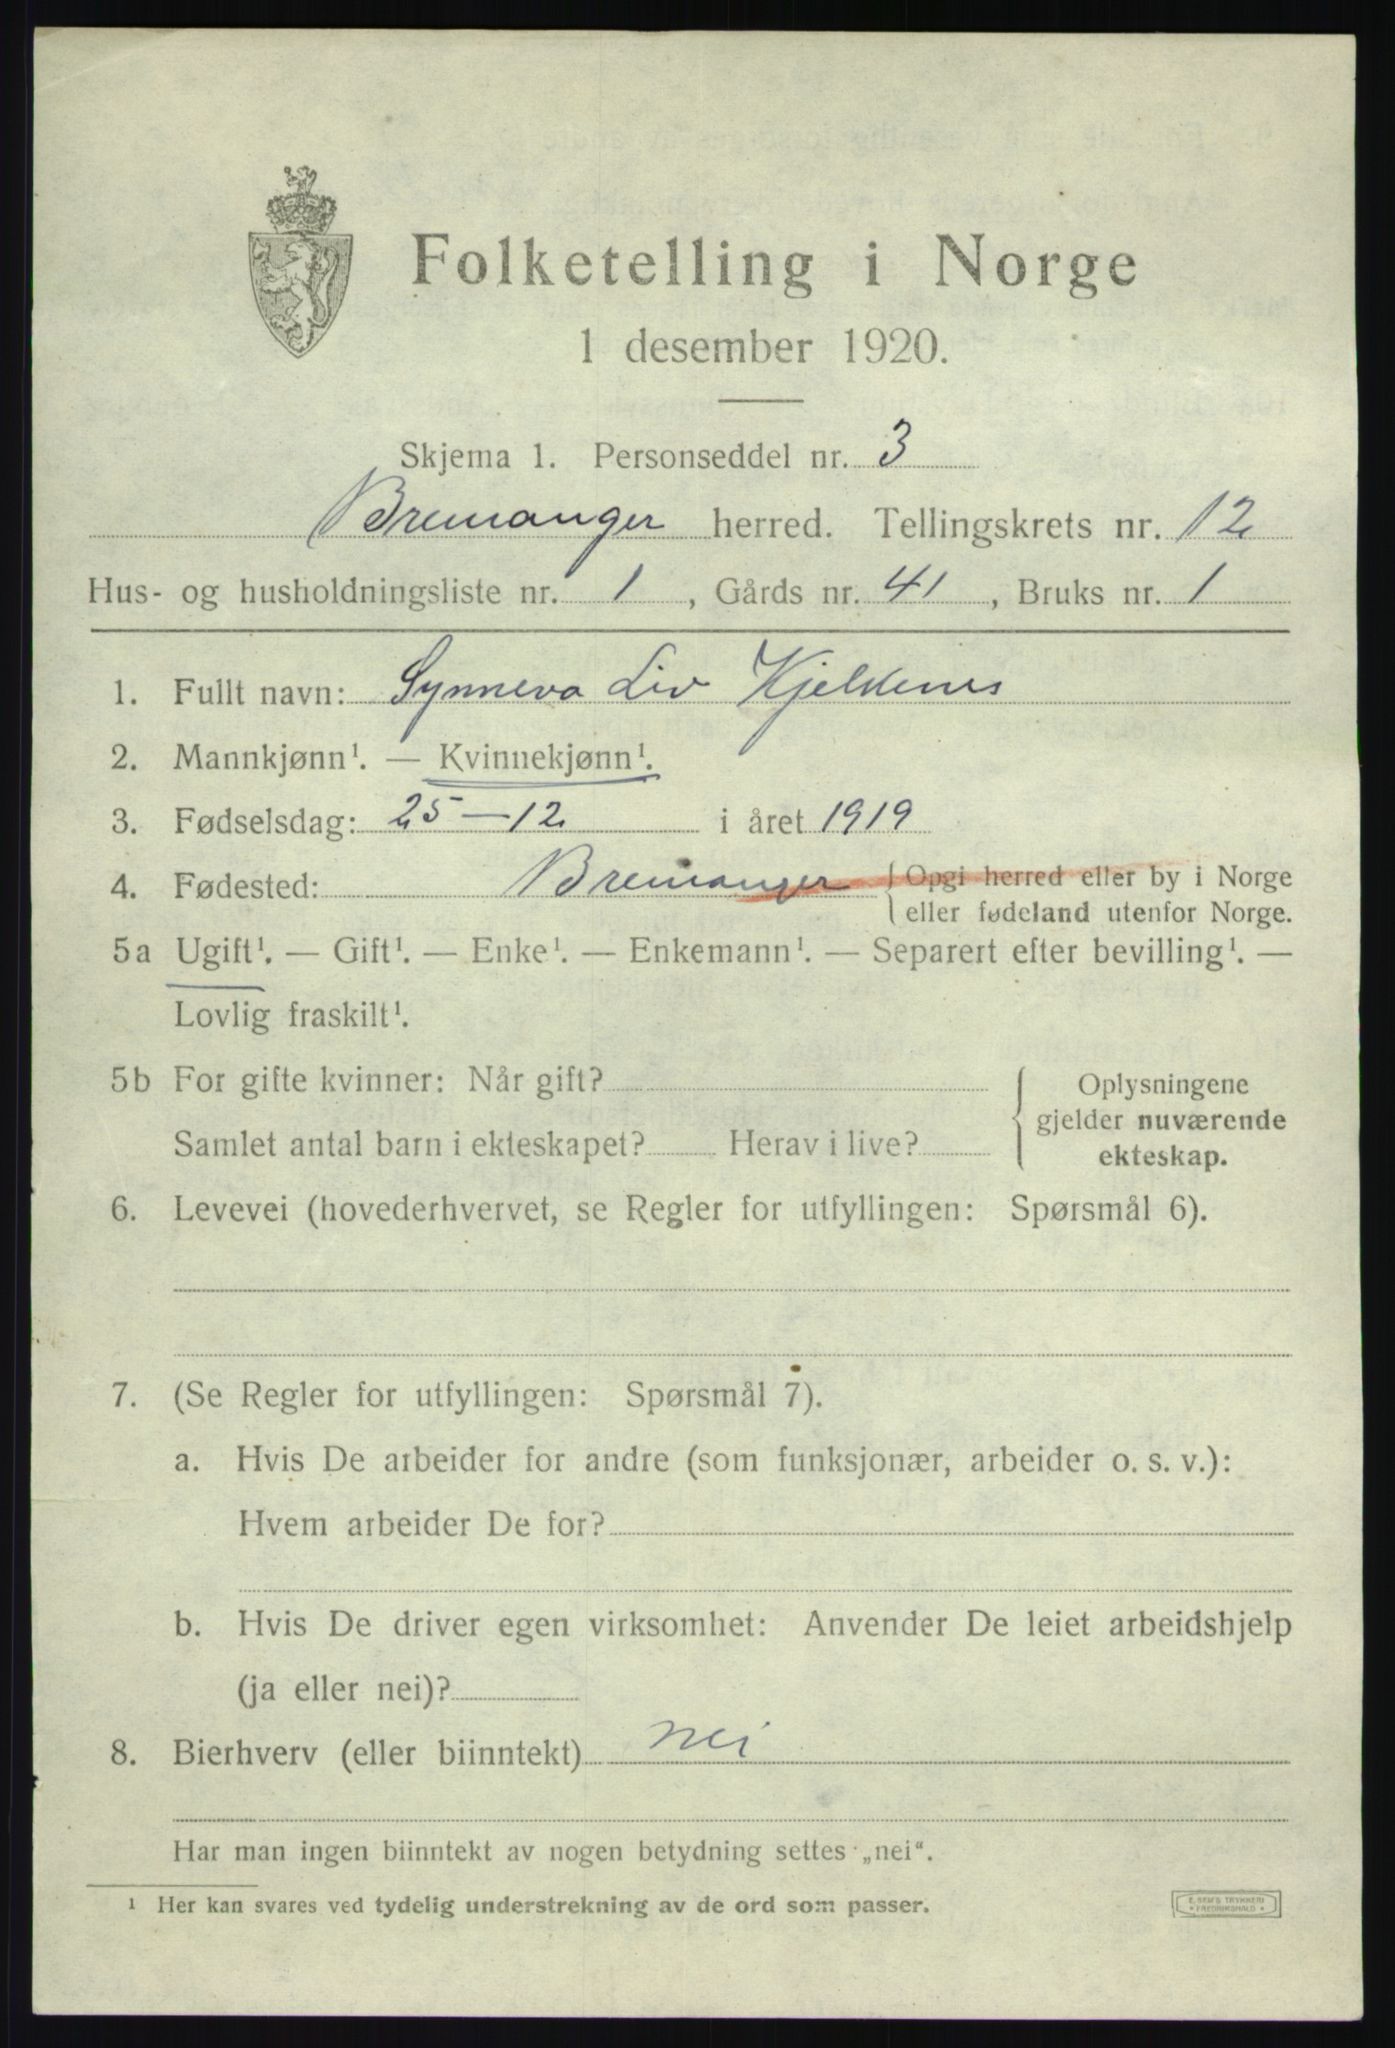 Folketelling i Norge
1 desember 1920.
Skjema 1. Personseddel nr. 3
Bremanger herred. Tellingskrets nr. 12
Hus- og husholdningsliste nr. 1, Gårds nr. 41, Bruks nr. 1
1. Fullt navn: Synneva Liv Kjelkenes
2. Mannkjønn¹. — Kvinnekjønn¹.
3. Fødselsdag: 25–12 i året 1919
4. Fødested: Bremanger { Opgi herred eller by i Norge
eller fødeland utenfor Norge.
5a Ugift¹. — Gift¹. — Enke¹. — Enkemann¹. — Separert efter bevilling¹. —
Lovlig fraskilt¹.
5b For gifte kvinner: Når gift?
Samlet antal barn i ekteskapet? Herav i live?
Oplysningene
gjelder nuværende
ekteskap.
6. Levevei (hovederhvervet, se Regler for utfyllingen: Spørsmål 6).
7. (Se Regler for utfyllingen: Spørsmål 7).
a. Hvis De arbeider for andre (som funksjonær, arbeider o. s. v.):
Hvem arbeider De for?
b. Hvis De driver egen virksomhet: Anvender De leiet arbeidshjelp
(ja eller nei)?
8. Bierhverv (eller biinntekt) nei
Har man ingen biinntekt av nogen betydning settes „nei“.
¹ Her kan svares ved tydelig understrekning av de ord som passer.
E. SEM'S TRYKKERI
• FREDRIKSHALD •